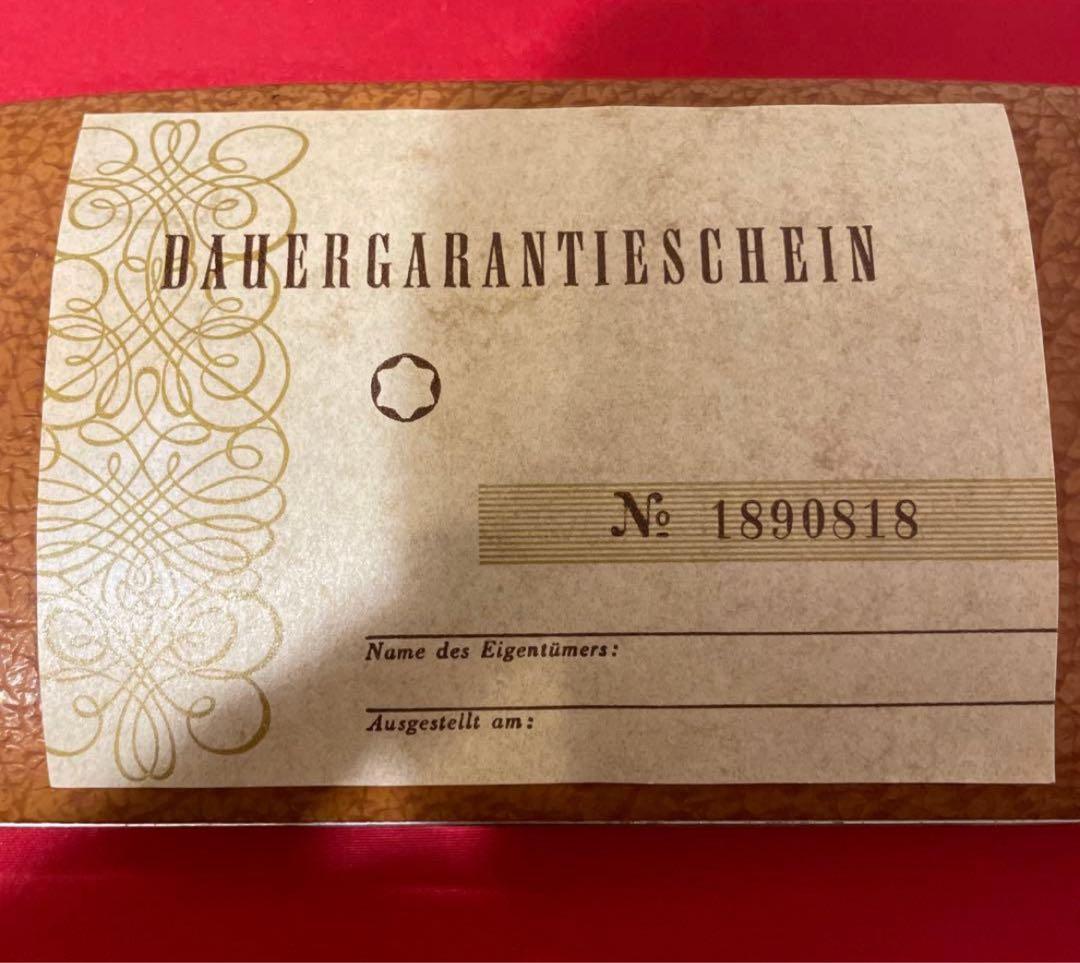 DAUERGARANTIESCHEIN
№ 1890818
Name des Eigentümers:
Ausgestellt am: